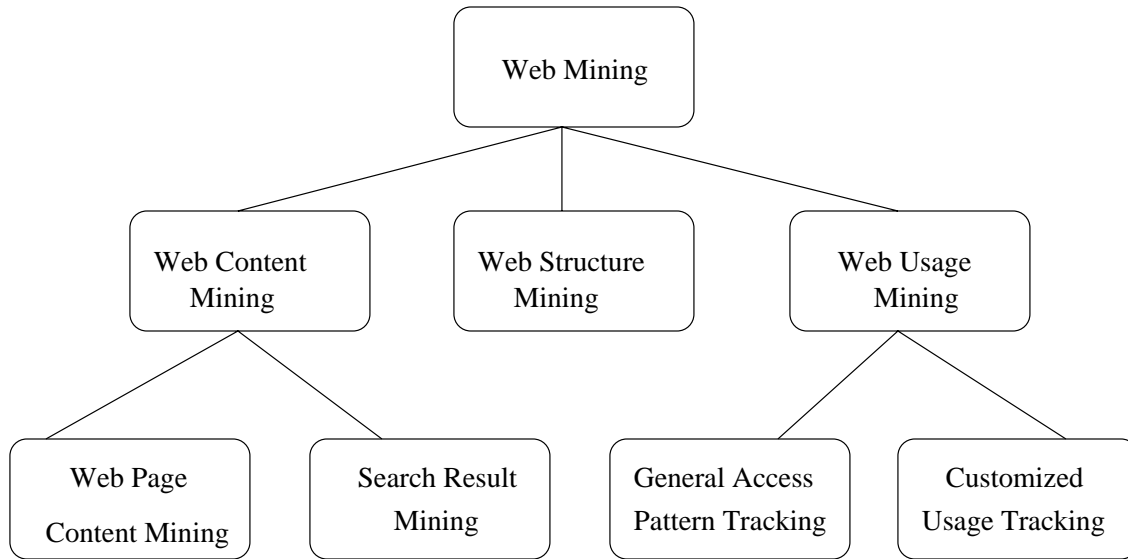 Web Mining
Web Content
Mining
Web Structure
Mining
Web Usage
Mining
Web Page
Content Mining
Search Result
Mining
General Access
Pattern Tracking
Customized
Usage Tracking